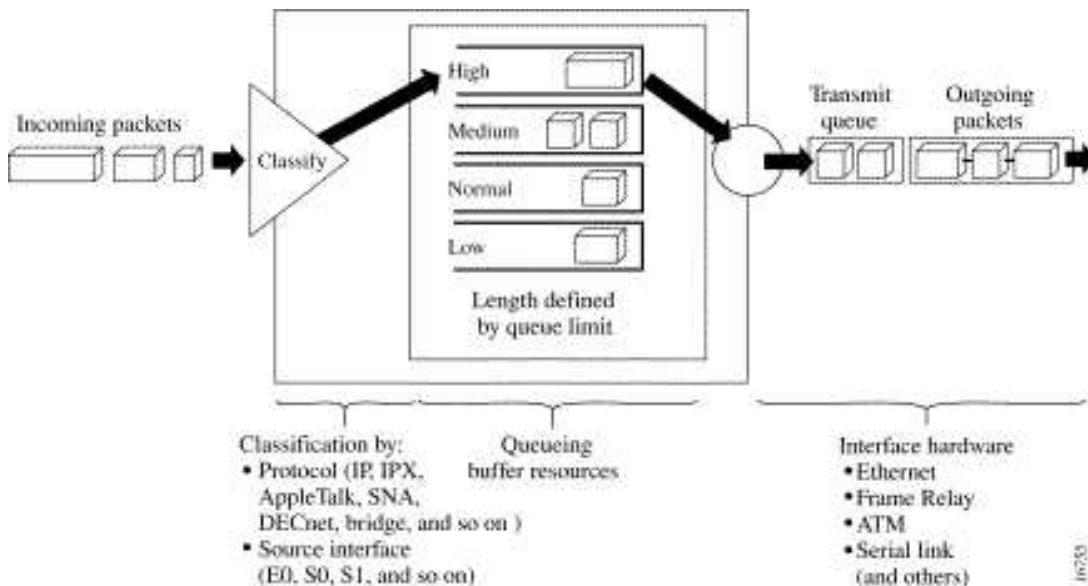 Incoming packets
Classify
High
Medium
Normal
Low
Length defined
by queue limit
Transmit
queue
Outgoing
packets
Classification by:
• Protocol (IP, IPX,
AppleTalk, SNA,
DECnet, bridge, and so on )
• Source interface
(E0, S0, S1, and so on)
Queueing
buffer resources
Interface hardware
• Ethernet
• Frame Relay
• ATM
• Serial link
(and others)